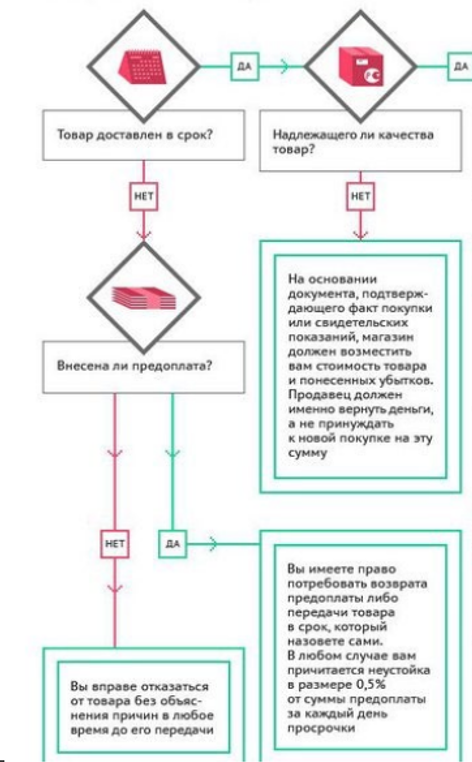 ДА
ДА
Товар доставлен в срок?
Надлежащего ли качества
товар?
НЕТ
НЕТ
На основании
документа, подтверж-
дающего факт покупки
или свидетельских
показаний, магазин
должен возместить
вам стоимость товара
и понесенных убытков.
Продавец должен
именно вернуть деньги,
а не принуждать
к новой покупке на эту
сумму
Внесена ли предоплата?
НЕТ
ДА
Вы имеете право
потребовать возврата
предоплаты либо
передачи товара
в срок, который
назовете сами.
В любом случае вам
причитается неустойка
в размере 0,5%
от суммы предоплаты
за каждый день
просрочки
Вы вправе отказаться
от товара без объяс-
нения причин в любое
время до его передачи